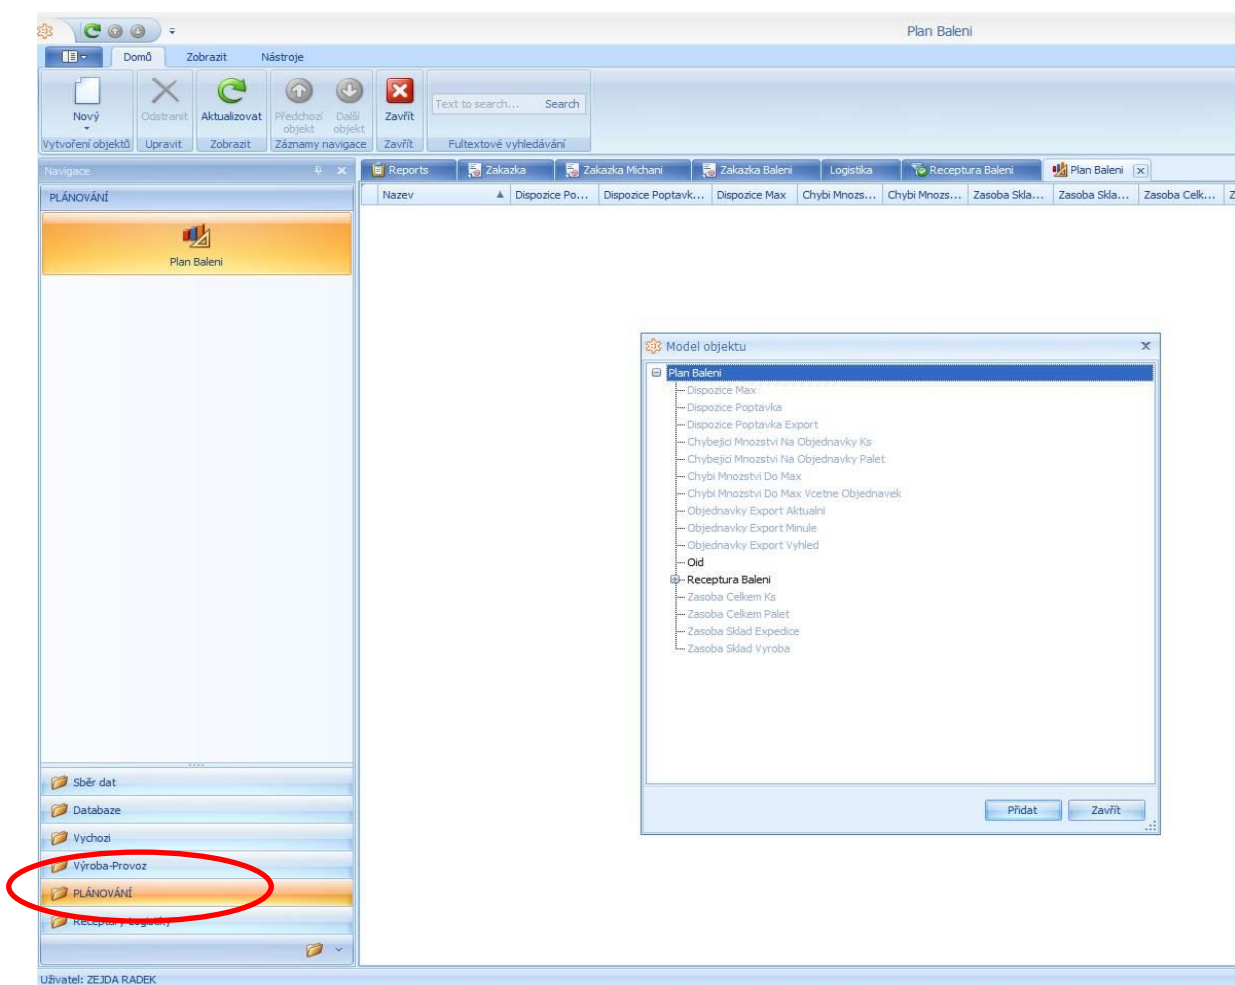 Plan Baleni
Domů Zobrazit Nástroje
Nový Odstranit Aktualizovat Předchozí objekt Další objekt Zavřít Text to search... Search
Vytvoření objektů Upravit Zobrazit Záznamy navigace Zavřít Fultextové vyhledávání
Navigace Reports Zakazka Zakazka Michani Zakazka Baleni Logistika Receptura Baleni Plan Baleni
PLÁNOVÁNÍ Nazev Dispozice Po... Dispozice Poptavk... Dispozice Max Chybi Mnozs... Chybi Mnozs... Zasoba Skla... Zasoba Skla... Zasoba Celk... Z
Plan Baleni
Model objektu
Plan Baleni
Dispozice Max
Dispozice Poptavka
Dispozice Poptavka Export
Chybejici Mnozstvi Na Objednavky Ks
Chybejici Mnozstvi Na Objednavky Palet
Chybi Mnozstvi Do Max
Chybi Mnozstvi Do Max Vcetne Objednavek
Objednavky Export Aktualni
Objednavky Export Minule
Objednavky Export Vyhled
Oid
Receptura Baleni
Zasoba Celkem Ks
Zasoba Celkem Palet
Zasoba Sklad Expedice
Zasoba Sklad Vyroba
Přidat Zavřít
Sběr dat
Databaze
Vychozi
Výroba-Provoz
PLÁNOVÁNÍ
Receptury Logistiky
Uživatel: ZEJDA RADEK